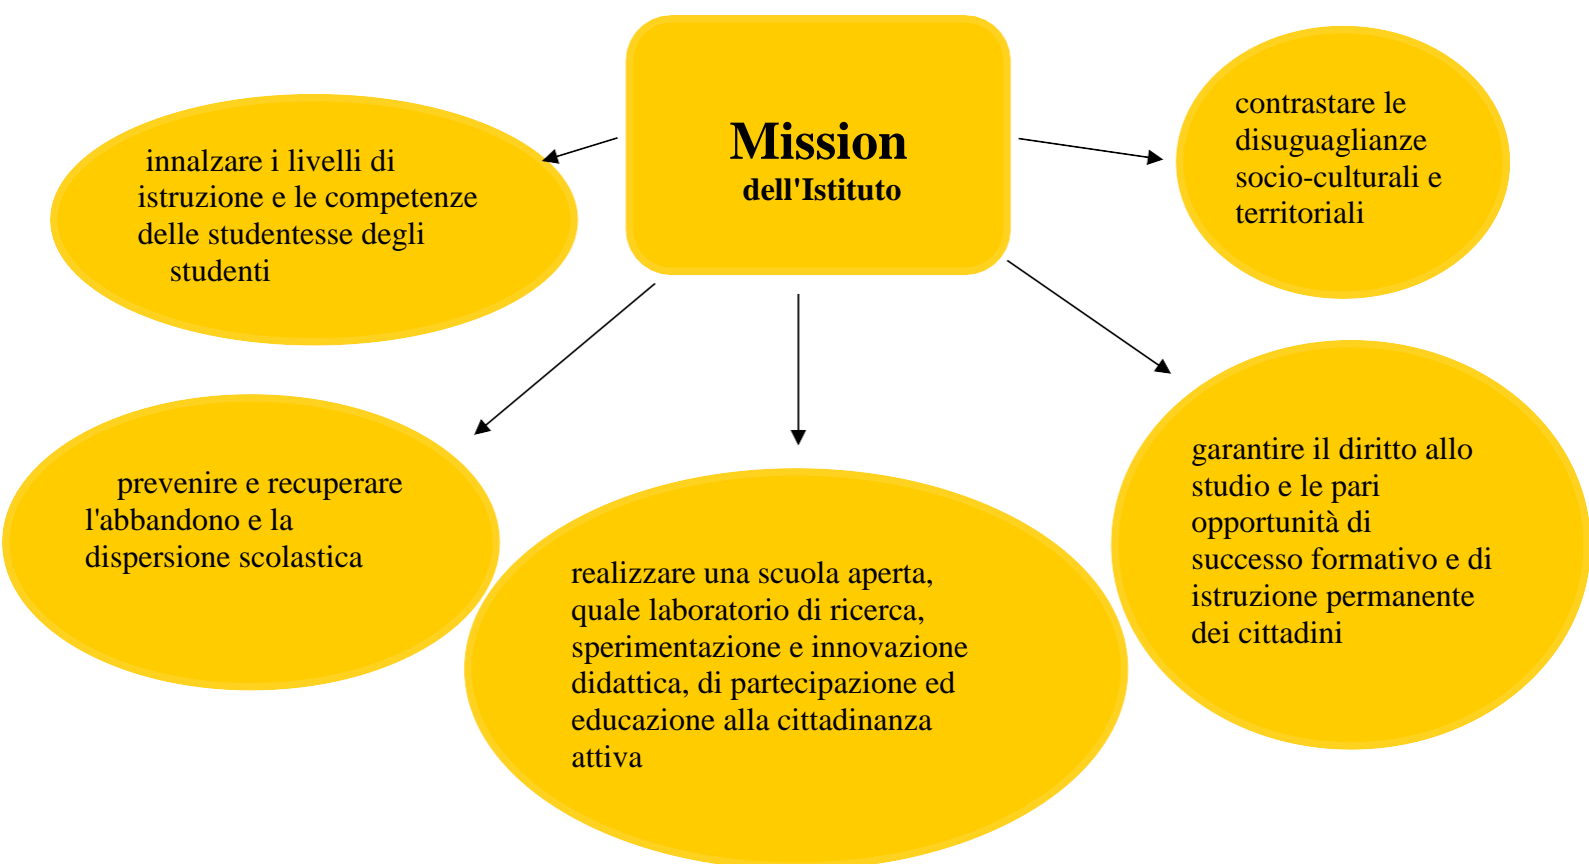 Mission
dell'Istituto
innalzare i livelli di
istruzione e le competenze
delle studentesse degli
studenti
contrastare le
disuguaglianze
socio-culturali e
territoriali
prevenire e recuperare
l'abbandono e la
dispersione scolastica
realizzare una scuola aperta,
quale laboratorio di ricerca,
sperimentazione e innovazione
didattica, di partecipazione ed
educazione alla cittadinanza
attiva
garantire il diritto allo
studio e le pari
opportunità di
successo formativo e di
istruzione permanente
dei cittadini